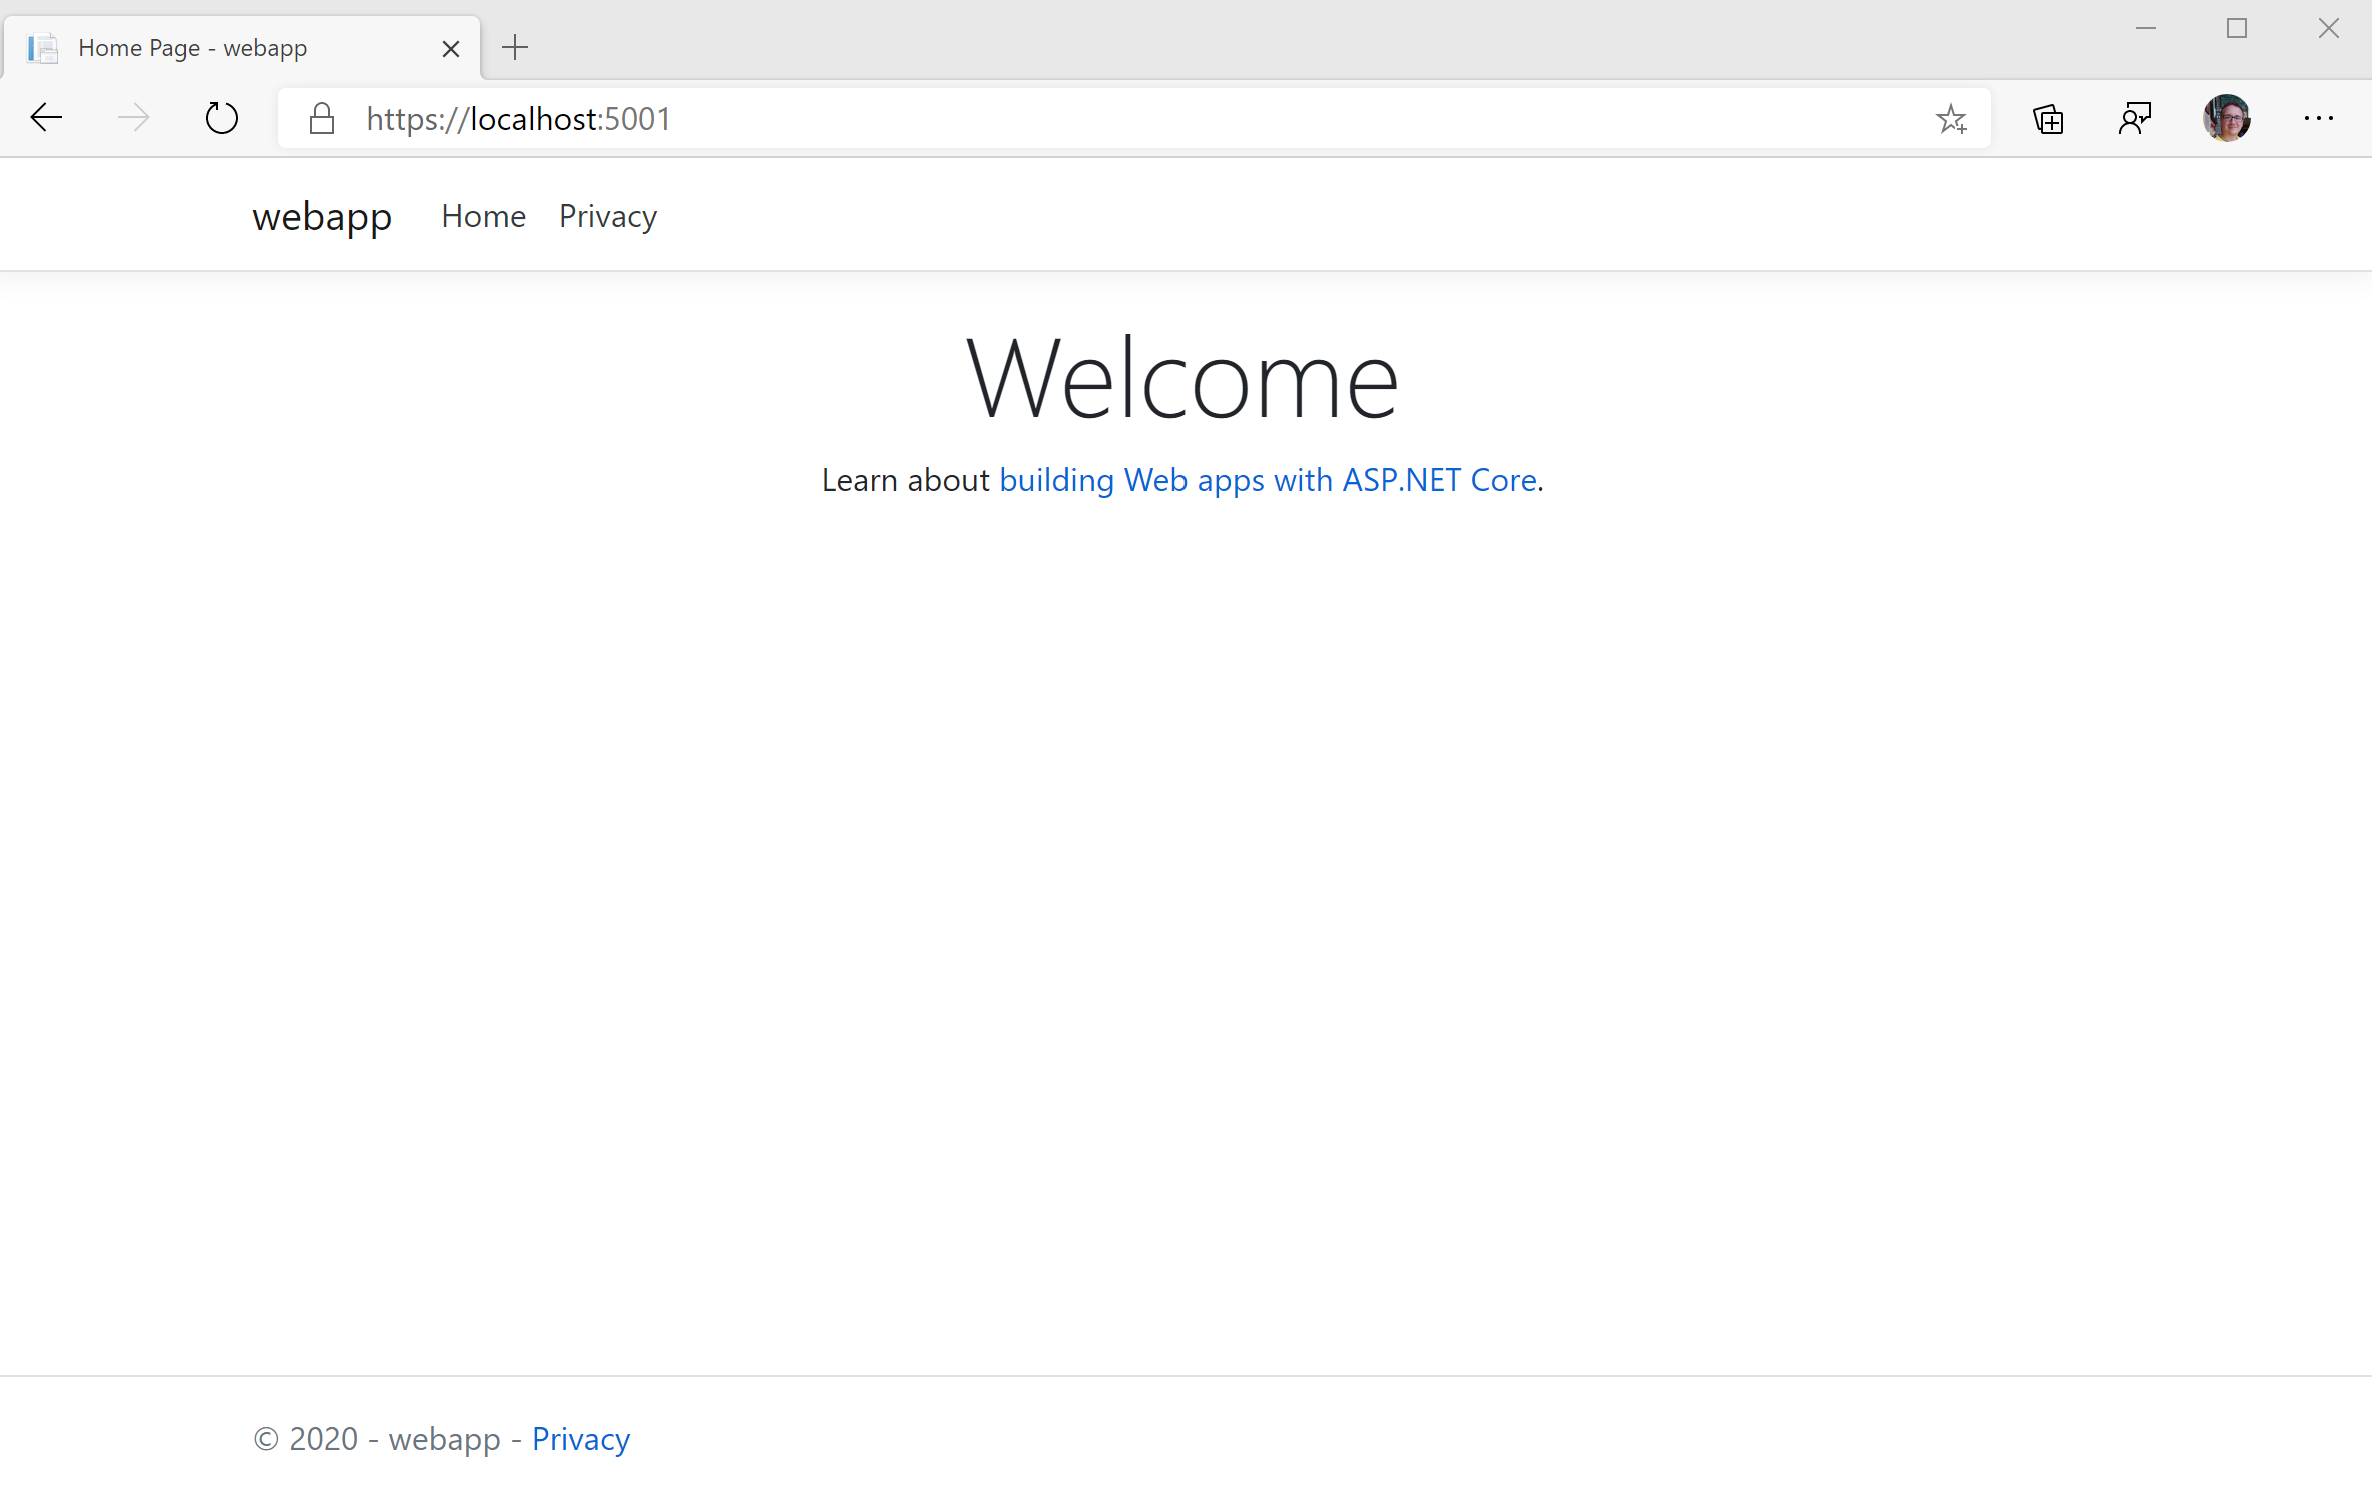 Home Page - webapp
https://localhost:5001
webapp Home Privacy
Welcome
Learn about building Web apps with ASP.NET Core.
© 2020 - webapp - Privacy